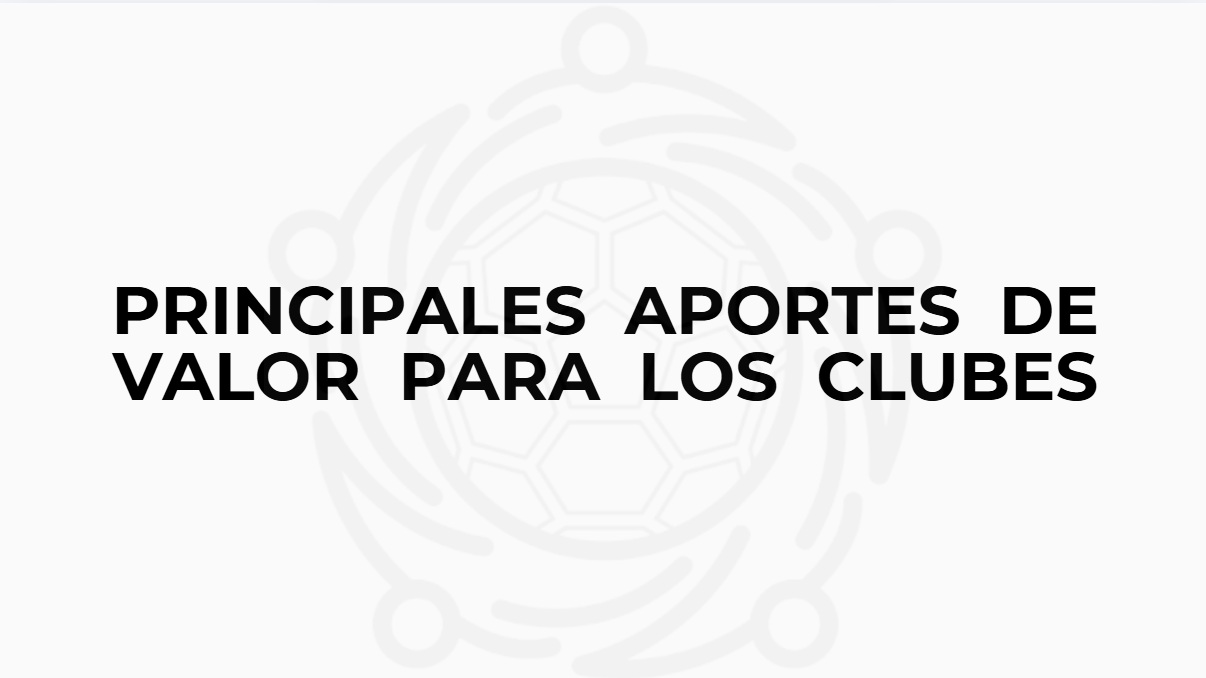 PRINCIPALES APORTES DE
VALOR PARA LOS CLUBES